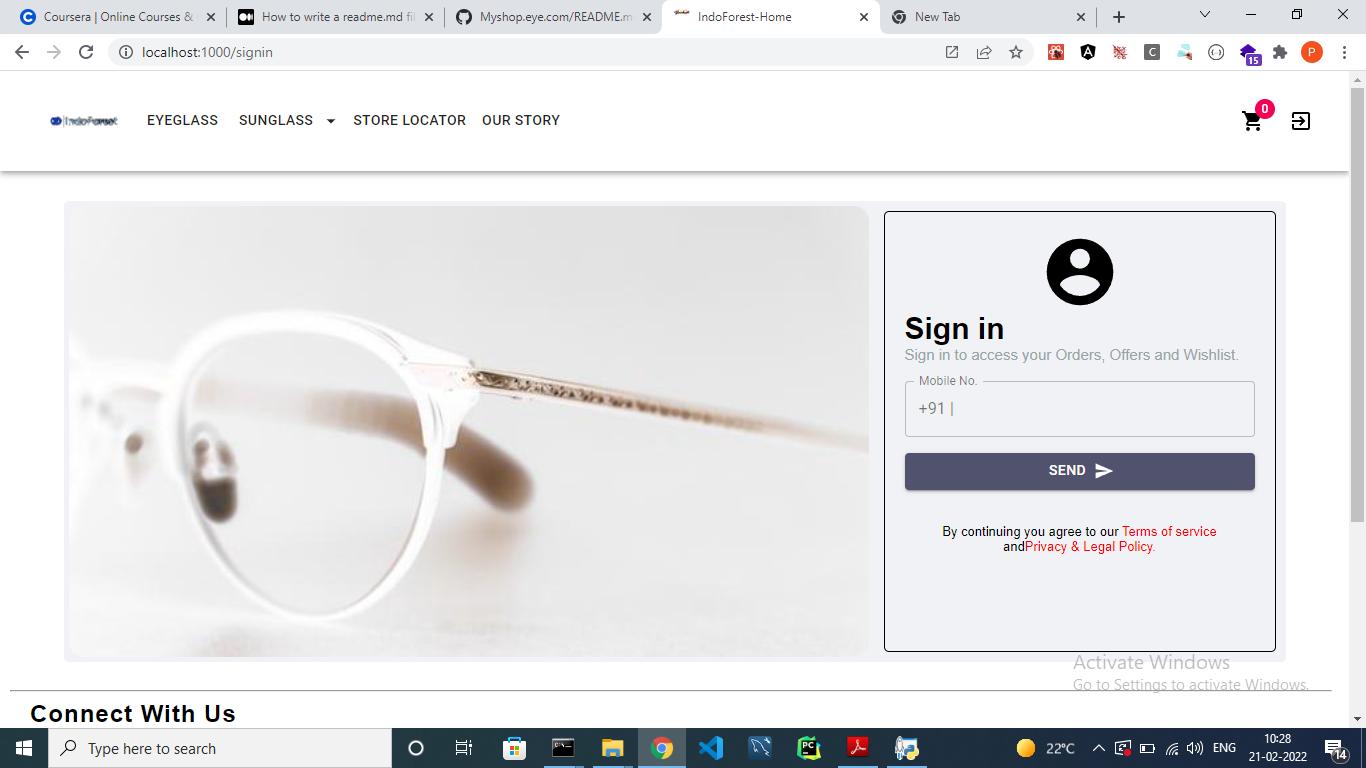 Coursera | Online Courses &
How to write a readme.md fil
Myshop.eye.com/README.m
IndoForest-Home
New Tab
localhost:1000/signin
C
15
P
IndoForest
EYEGLASS
SUNGLASS
STORE LOCATOR
OUR STORY
0
Sign in
Sign in to access your Orders, Offers and Wishlist.
Mobile No.
+91 |
SEND
By continuing you agree to our Terms of service
andPrivacy & Legal Policy.
Activate Windows
Go to Settings to activate Windows.
Connect With Us
Type here to search
PC
22°C
ENG
10:28
21-02-2022
14